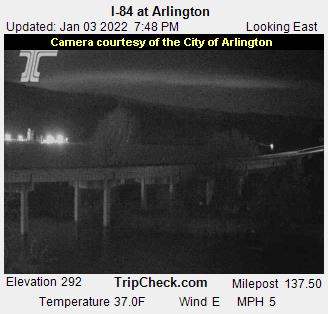 I-84 at Arlington
Updated: Jan 03 2022 7:48 PM Looking East
Camera courtesy of the City of Arlington
Elevation 292 TripCheck.com Milepost 137.50
Temperature 37.0F Wind E MPH 5